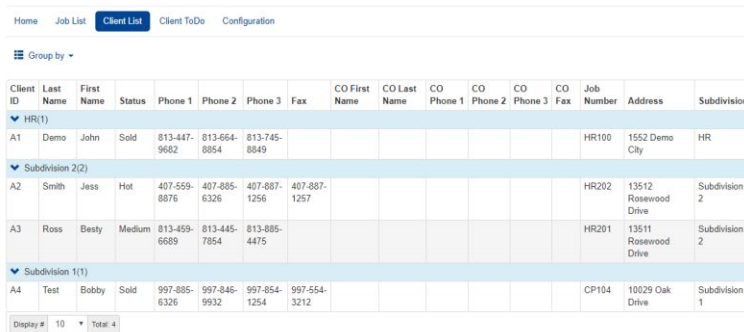 Home Job List Client List Client ToDo Configuration
Group by
Client Last First CO First CO Last CO CO CO CO Job
ID Name Name Status Phone 1 Phone 2 Phone 3 Fax Name Name Phone 1 Phone 2 Phone 3 Fax Number Address Subdivision
HR(1)
A1 Demo John Sold 813-447- 813-664- 813-745- HR100 1552 Demo HR
9682 8854 8849 City
Subdivision 2(2)
A2 Smith Jess Hot 407-559- 407-885- 407-887- 407-887- HR202 13512 Subdivision
8876 6326 1256 1257 Rosewood 2
Drive
A3 Ross Besty Medium 813-459- 813-445- 813-885- HR201 13511 Subdivision
6689 7854 4475 Rosewood 2
Drive
Subdivision 1(1)
A4 Test Bobby Sold 997-885- 997-846- 997-854- 997-554- CP104 10029 Oak Subdivision
6326 9932 1254 3212 Drive 1
Display # 10 Total: 4